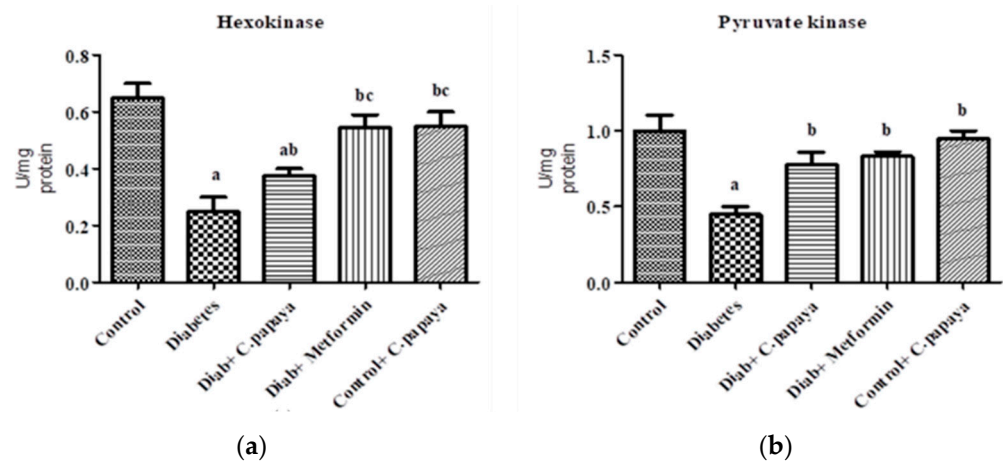 Hexokinase
U/mg
protein
0.8
0.6
0.4
0.2
0.0
a
ab
bc
bc
Control
Diabetes
Diab+ C-papaya
Diab+ Metformin
Control+ C-papaya
(a)
Pyruvate kinase
U/mg
protein
1.5
1.0
0.5
0.0
a
b
b
b
Control
Diabetes
Diab+ C-papaya
Diab+ Metformin
Control+ C-papaya
(b)